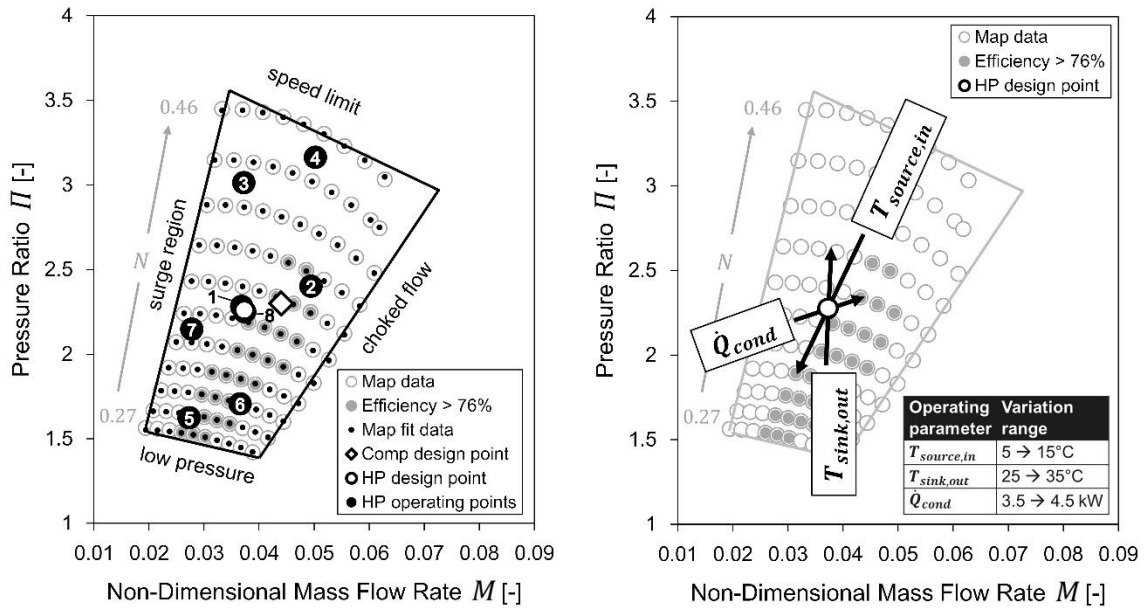 4
3.5
3
2.5
2
1.5
1
Pressure Ratio Π [-]
0.01 0.02 0.03 0.04 0.05 0.06 0.07 0.08 0.09
Non-Dimensional Mass Flow Rate M [-]
speed limit
0.46
N
0.27
surge region
choked flow
low pressure
1
2
3
4
5
6
7
8
Map data
Efficiency > 76%
Map fit data
Comp design point
HP design point
HP operating points
4
3.5
3
2.5
2
1.5
1
Pressure Ratio Π [-]
0.01 0.02 0.03 0.04 0.05 0.06 0.07 0.08 0.09
Non-Dimensional Mass Flow Rate M [-]
Map data
Efficiency > 76%
HP design point
0.46
N
0.27
T source,in
Q̇ cond
T sink,out
Operating parameter Variation range
T source,in 5 → 15°C
T sink,out 25 → 35°C
Q̇ cond 3.5 → 4.5 kW